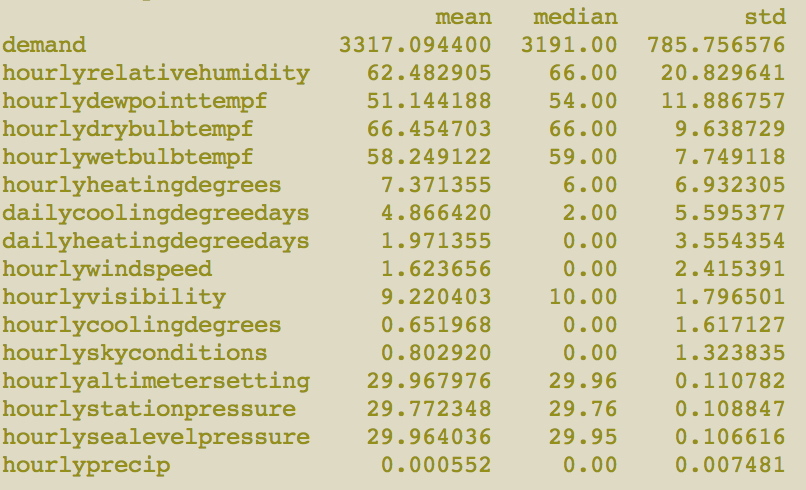 mean median std
demand 3317.094400 3191.00 785.756576
hourlyrelativehumidity 62.482905 66.00 20.829641
hourlydewpointtempf 51.144188 54.00 11.886757
hourlydrybulbtempf 66.454703 66.00 9.638729
hourlywetbulbtempf 58.249122 59.00 7.749118
hourlyheatingdegrees 7.371355 6.00 6.932305
dailycoolingdegreedays 4.866420 2.00 5.595377
dailyheatingdegreedays 1.971355 0.00 3.554354
hourlywindspeed 1.623656 0.00 2.415391
hourlyvisibility 9.220403 10.00 1.796501
hourlycoolingdegrees 0.651968 0.00 1.617127
hourlyskyconditions 0.802920 0.00 1.323835
hourlyaltimetersetting 29.967976 29.96 0.110782
hourlystationpressure 29.772348 29.76 0.108847
hourlysealevelpressure 29.964036 29.95 0.106616
hourlyprecip 0.000552 0.00 0.007481